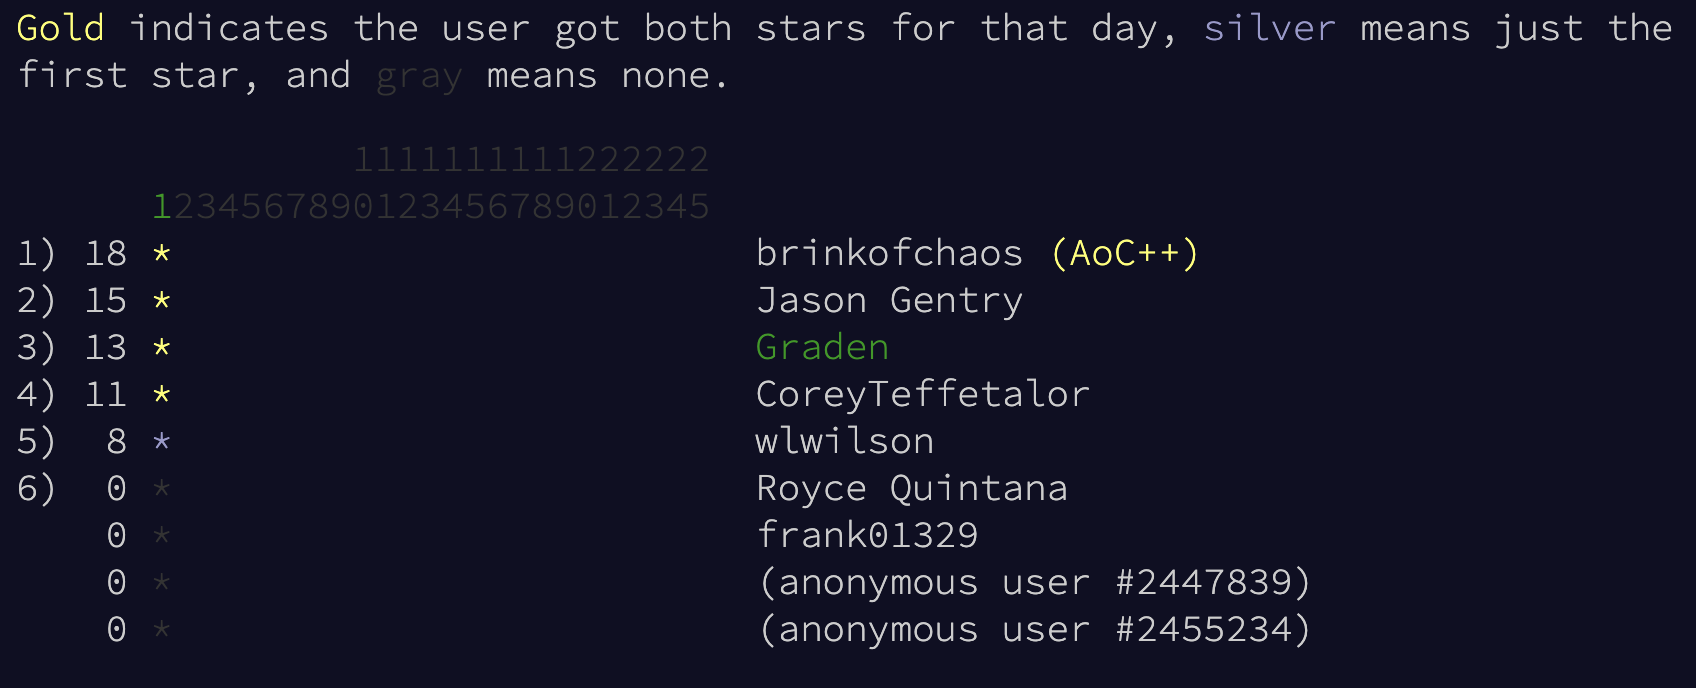 Gold indicates the user got both stars for that day, silver means just the
first star, and gray means none.
1111111111222222
1234567890123456789012345
1) 18 * brinkofchaos (AoC++)
2) 15 * Jason Gentry
3) 13 * Graden
4) 11 * CoreyTeffetalor
5) 8 * wlwilson
6) 0 * Royce Quintana
0 * frank01329
0 * (anonymous user #2447839)
0 * (anonymous user #2455234)